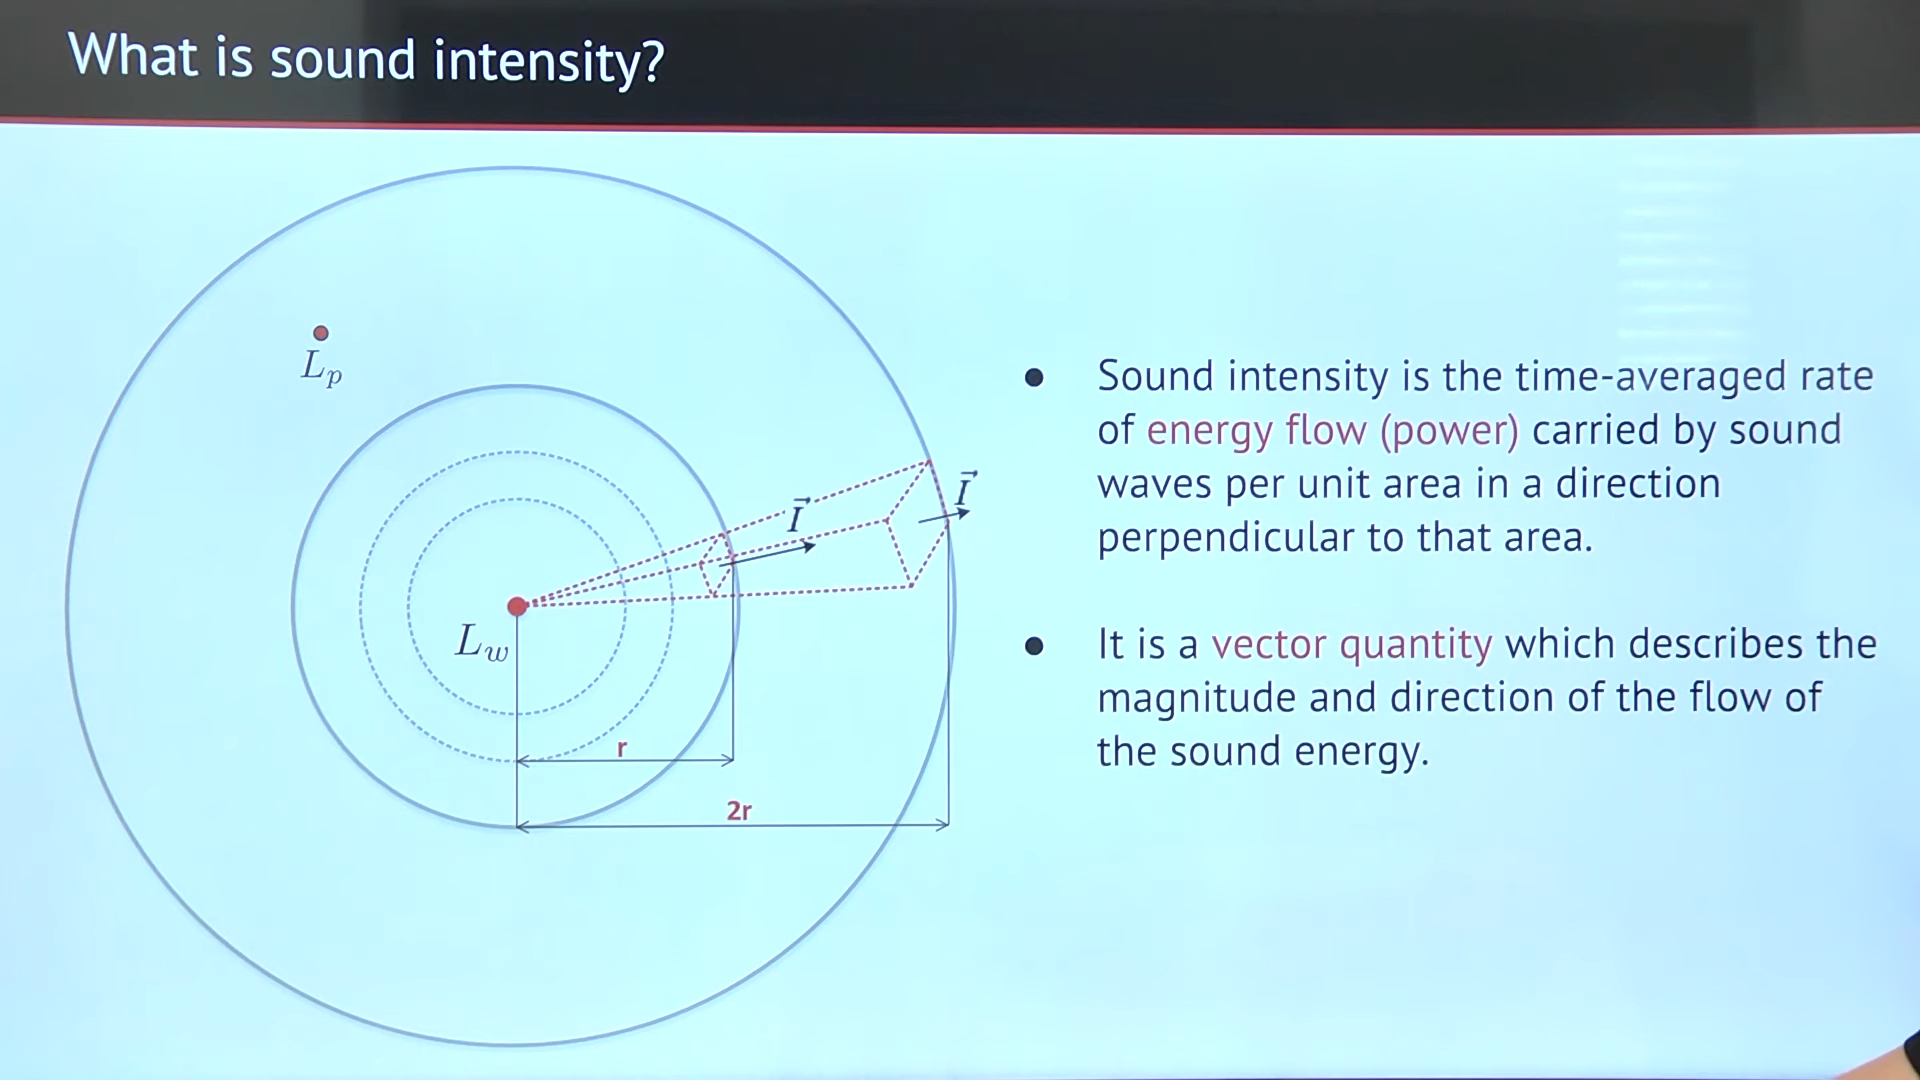 What is sound intensity?
L_p
I⃗
I⃗
L_w
r
2r
● Sound intensity is the time-averaged rate
of energy flow (power) carried by sound
waves per unit area in a direction
perpendicular to that area.
● It is a vector quantity which describes the
magnitude and direction of the flow of
the sound energy.